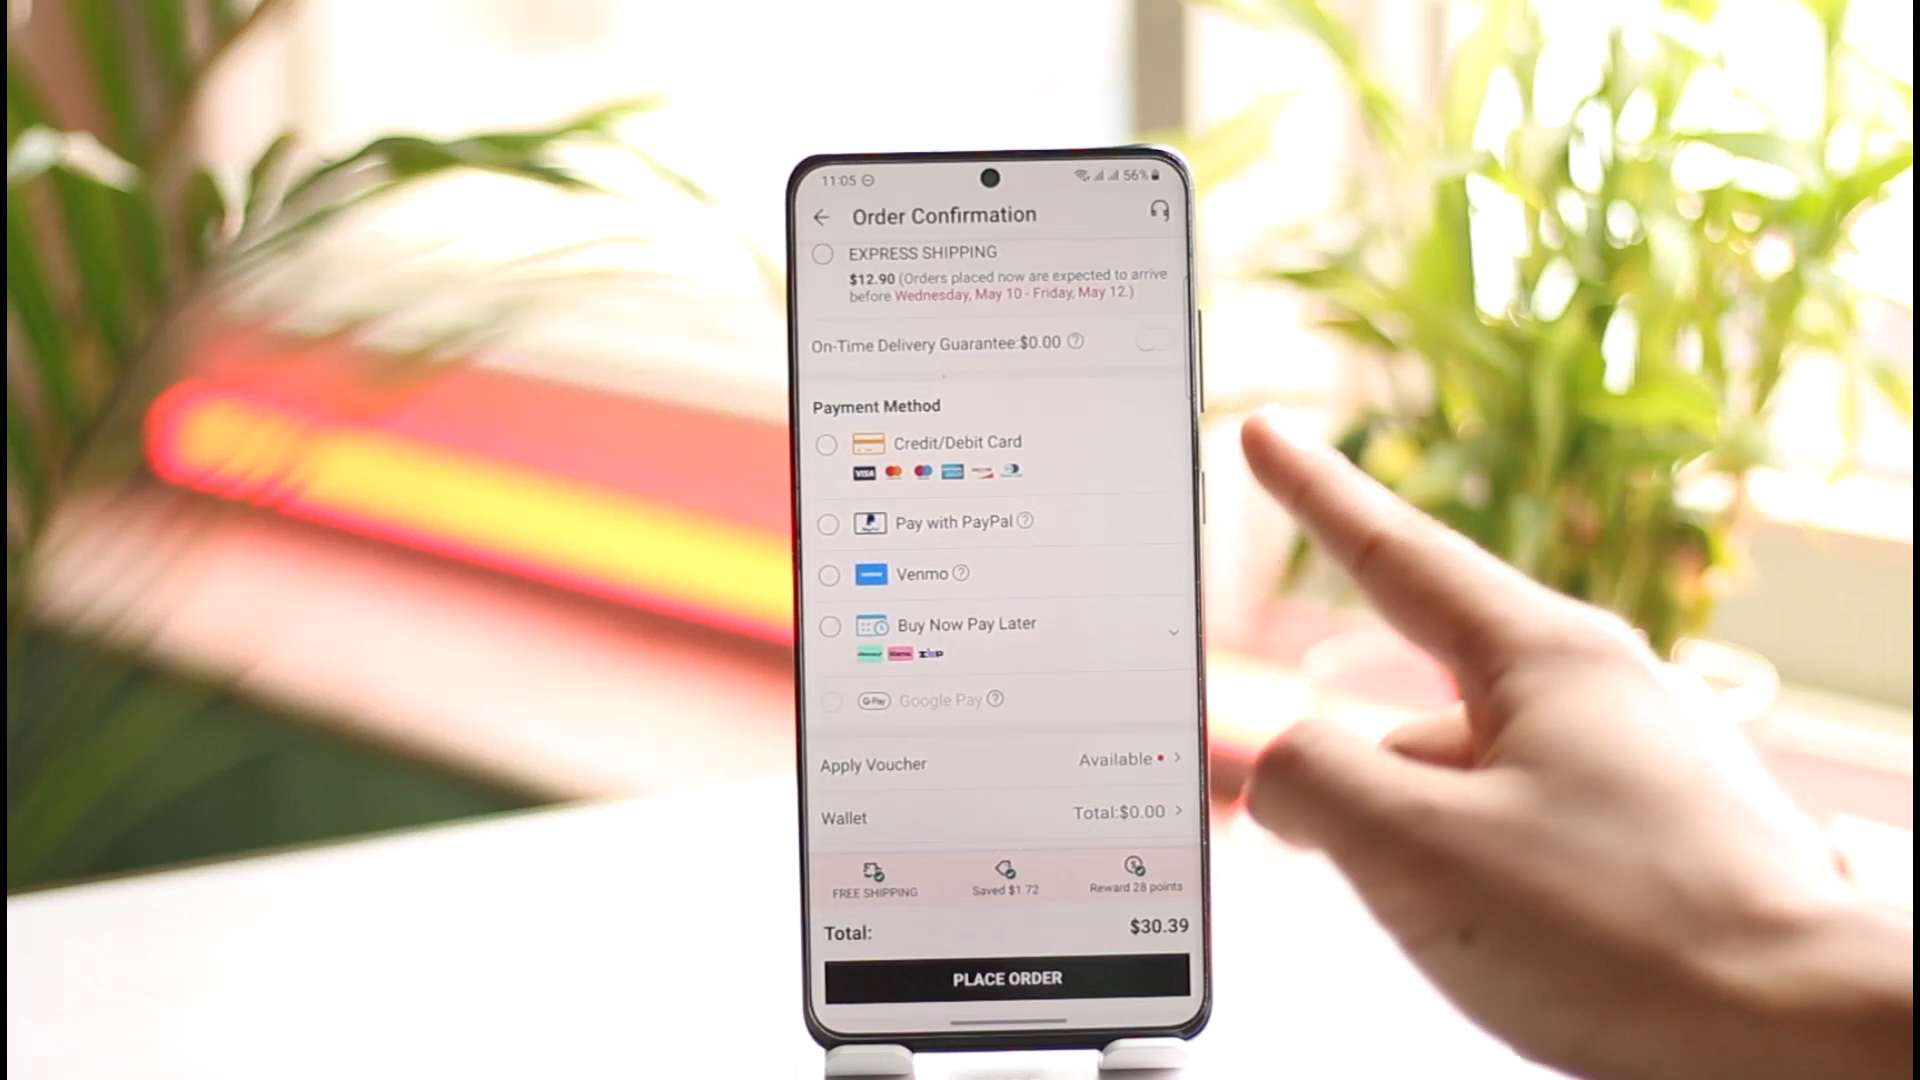 11:05
56%
Order Confirmation
EXPRESS SHIPPING
$12.90 (Orders placed now are expected to arrive
before Wednesday, May 10 - Friday, May 12.)
On-Time Delivery Guarantee:$0.00 ?
Payment Method
Credit/Debit Card
VISA
Pay with PayPal ?
Venmo ?
Buy Now Pay Later
Klarna. zip
G Pay Google Pay ?
Apply Voucher Available
Wallet Total:$0.00
FREE SHIPPING Saved $1.72 Reward 28 points
Total: $30.39
PLACE ORDER